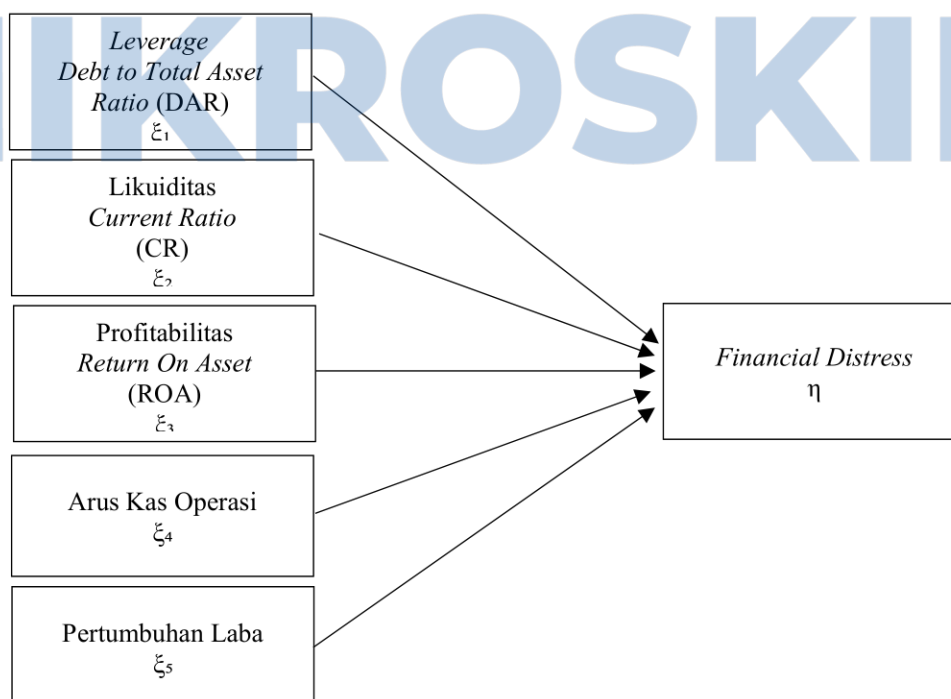 MIKROSKIL
Leverage
Debt to Total Asset
Ratio (DAR)
ξ₁
Likuiditas
Current Ratio
(CR)
ξ₂
Profitabilitas
Return On Asset
(ROA)
ξ₃
Arus Kas Operasi
ξ₄
Pertumbuhan Laba
ξ₅
Financial Distress
η